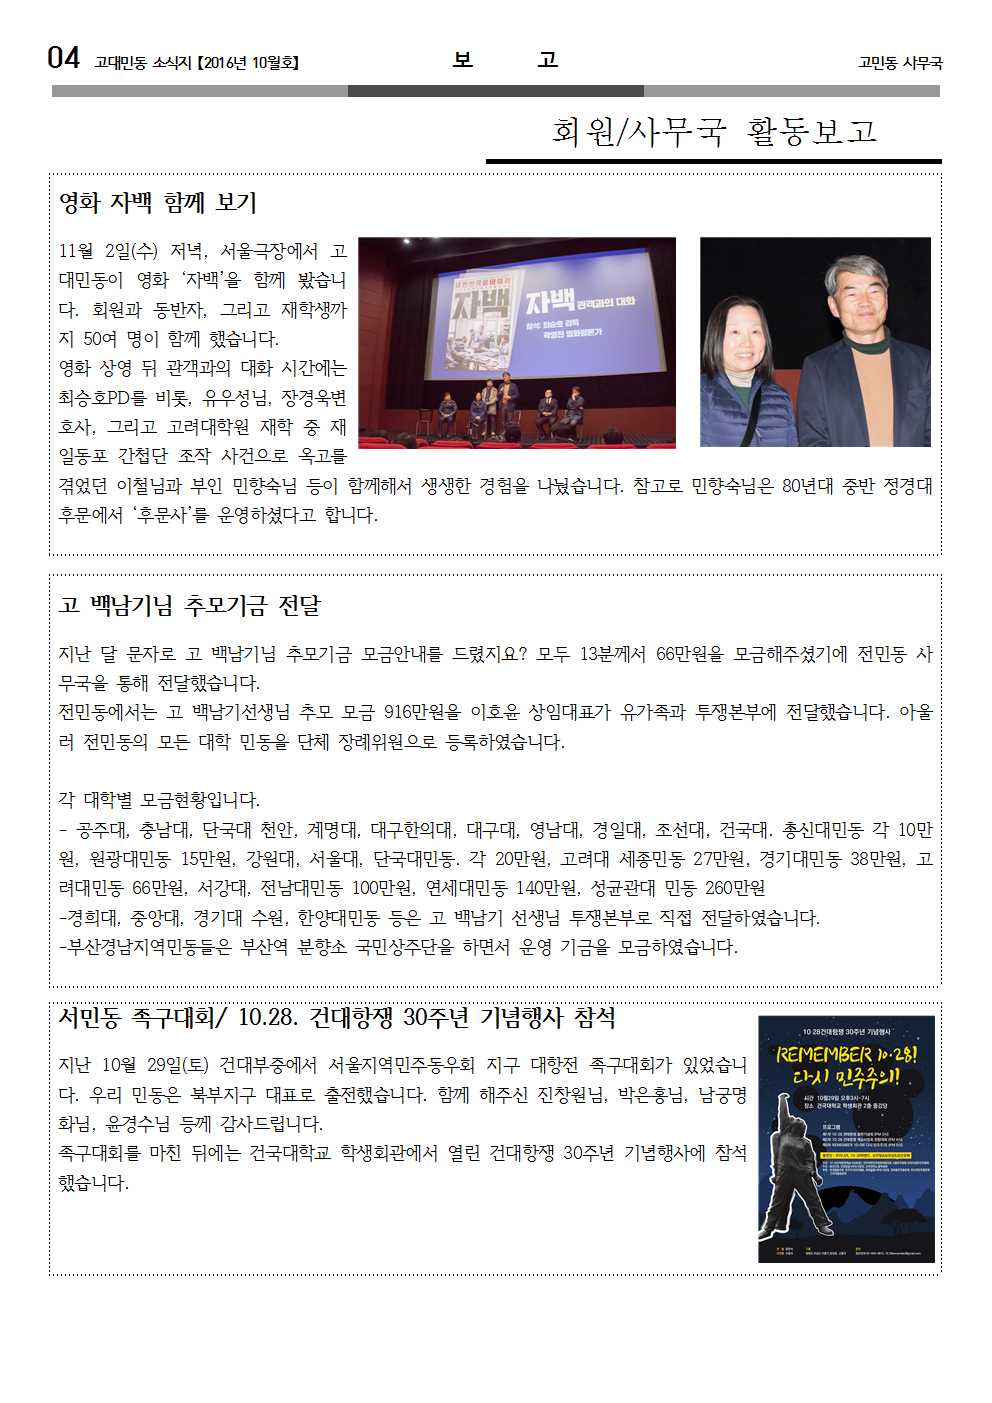 04 고대민동 소식지【2016년 10월호】 보 고 고민동 사무국
회원/사무국 활동보고
영화 자백 함께 보기
11월 2일(수) 저녁, 서울극장에서 고
대민동이 영화 ‘자백’을 함께 봤습니
다. 회원과 동반자, 그리고 재학생까
지 50여 명이 함께 했습니다.
영화 상영 뒤 관객과의 대화 시간에는
최승호PD를 비롯, 유우성님, 장경욱변
호사, 그리고 고려대학원 재학 중 재
일동포 간첩단 조작 사건으로 옥고를
겪었던 이철님과 부인 민향숙님 등이 함께해서 생생한 경험을 나눴습니다. 참고로 민향숙님은 80년대 중반 정경대
후문에서 ‘후문사’를 운영하셨다고 합니다.
자백
자백 관객과의 대화
참석: 최승호 감독
곽영진 영화평론가
고 백남기님 추모기금 전달
지난 달 문자로 고 백남기님 추모기금 모금안내를 드렸지요? 모두 13분께서 66만원을 모금해주셨기에 전민동 사
무국을 통해 전달했습니다.
전민동에서는 고 백남기선생님 추모 모금 916만원을 이호윤 상임대표가 유가족과 투쟁본부에 전달했습니다. 아울
러 전민동의 모든 대학 민동을 단체 장례위원으로 등록하였습니다.
각 대학별 모금현황입니다.
- 공주대, 충남대, 단국대 천안, 계명대, 대구한의대, 대구대, 영남대, 경일대, 조선대, 건국대. 총신대민동 각 10만
원, 원광대민동 15만원, 강원대, 서울대, 단국대민동. 각 20만원, 고려대 세종민동 27만원, 경기대민동 38만원, 고
려대민동 66만원, 서강대, 전남대민동 100만원, 연세대민동 140만원, 성균관대 민동 260만원
-경희대, 중앙대, 경기대 수원, 한양대민동 등은 고 백남기 선생님 투쟁본부로 직접 전달하였습니다.
-부산경남지역민동들은 부산역 분향소 국민상주단을 하면서 운영 기금을 모금하였습니다.
서민동 족구대회/ 10.28. 건대항쟁 30주년 기념행사 참석
지난 10월 29일(토) 건대부중에서 서울지역민주동우회 지구 대항전 족구대회가 있었습니
다. 우리 민동은 북부지구 대표로 출전했습니다. 함께 해주신 진창원님, 박은홍님, 남궁명
화님, 윤경수님 등께 감사드립니다.
족구대회를 마친 뒤에는 건국대학교 학생회관에서 열린 건대항쟁 30주년 기념행사에 참석
했습니다.
10·28건대항쟁 30주년 기념행사
REMEMBER 10·28!
다시 민주주의!
시간 10월29일 오후3시~7시
장소 건국대학교 학생회관 2층 중강당
프로그램